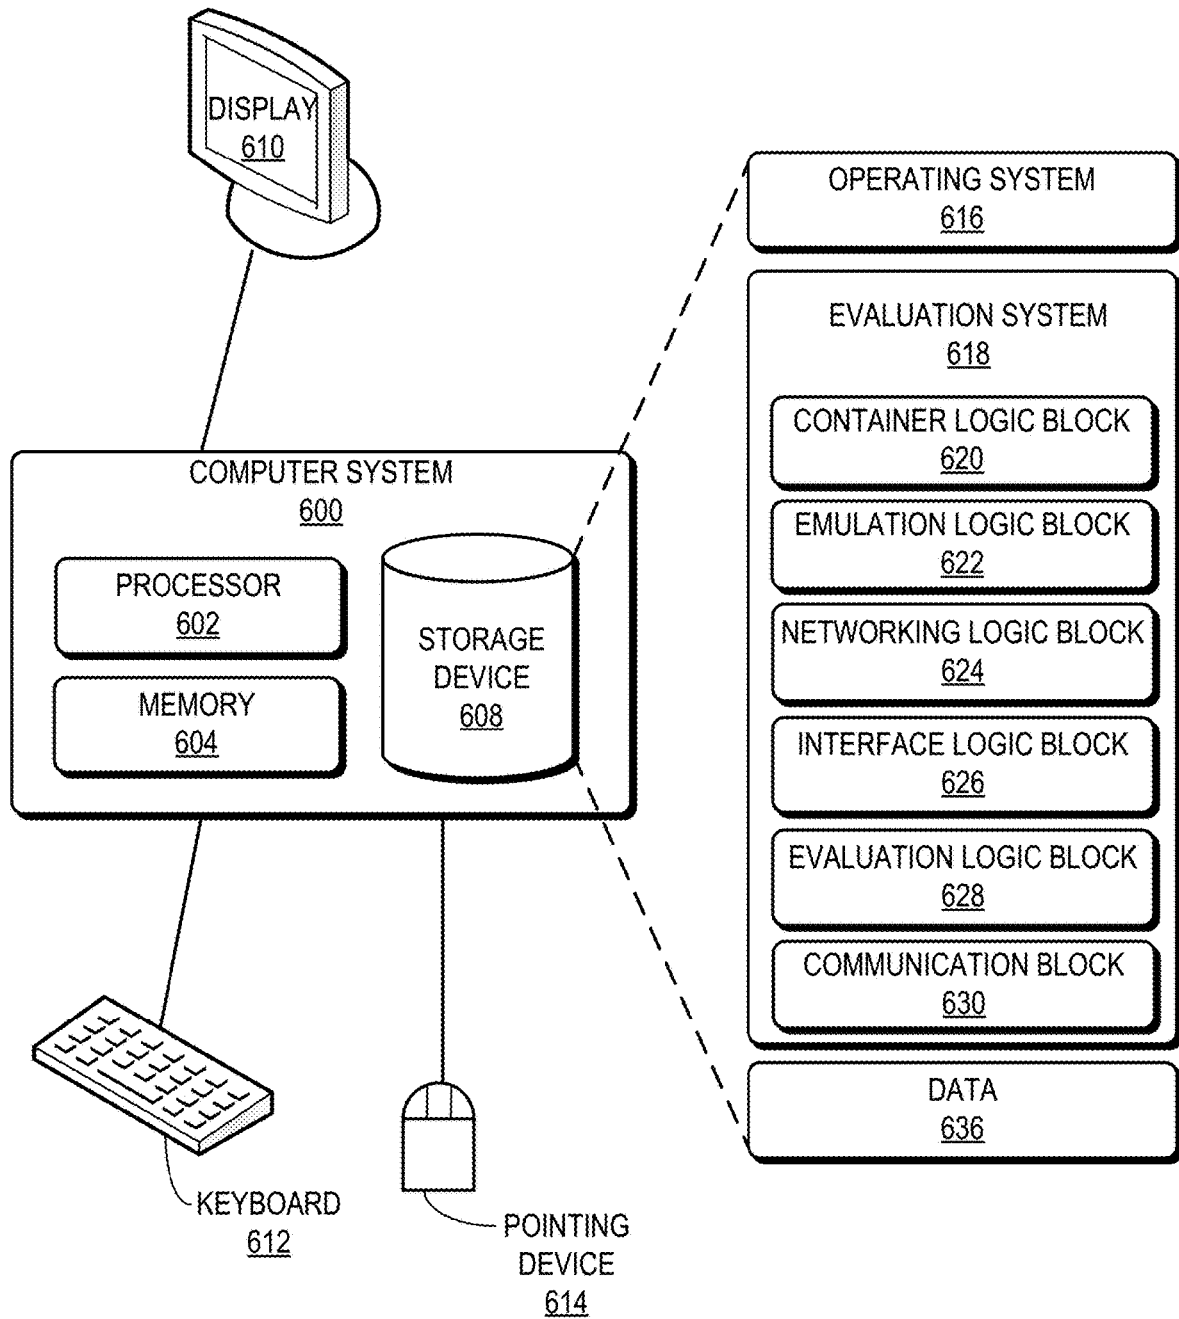 DISPLAY
610
COMPUTER SYSTEM
600
PROCESSOR
602
MEMORY
604
STORAGE
DEVICE
608
KEYBOARD
612
POINTING
DEVICE
614
OPERATING SYSTEM
616
EVALUATION SYSTEM
618
CONTAINER LOGIC BLOCK
620
EMULATION LOGIC BLOCK
622
NETWORKING LOGIC BLOCK
624
INTERFACE LOGIC BLOCK
626
EVALUATION LOGIC BLOCK
628
COMMUNICATION BLOCK
630
DATA
636